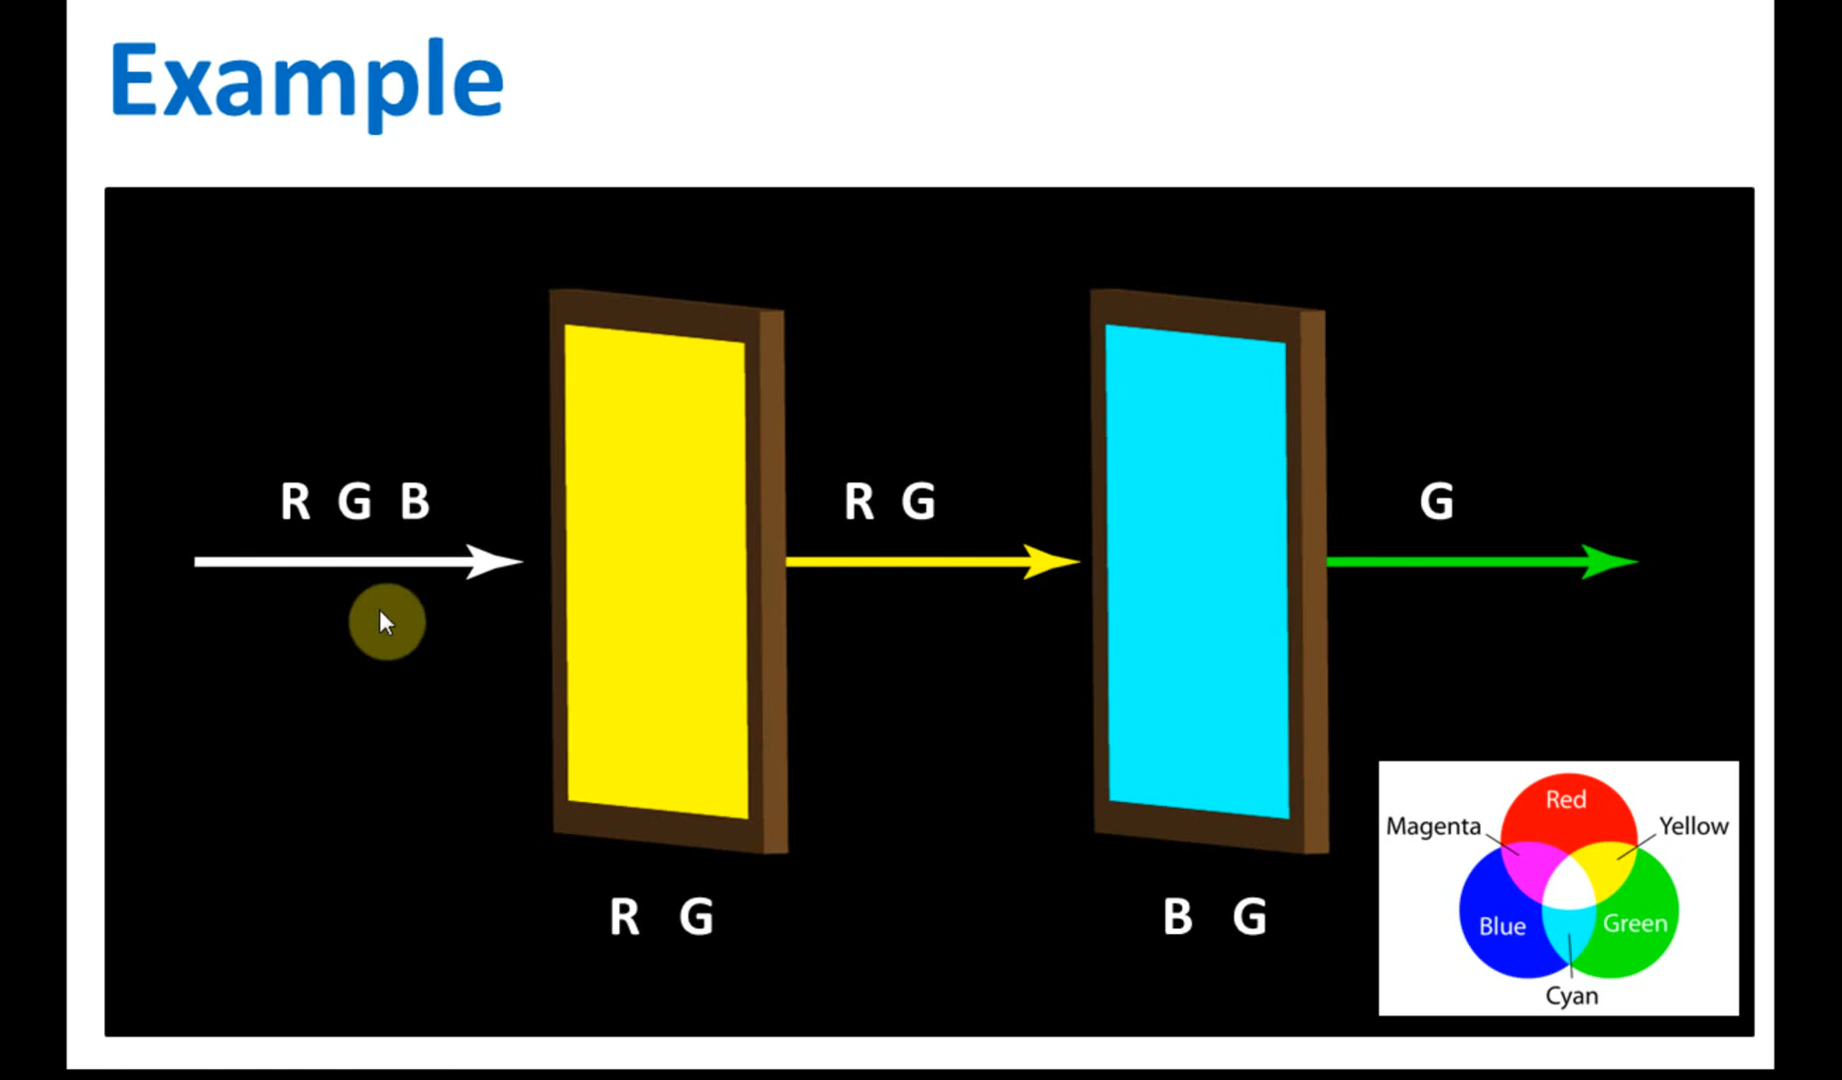 Example
R G B
R G
G
R G
B G
Red
Magenta
Yellow
Blue
Green
Cyan